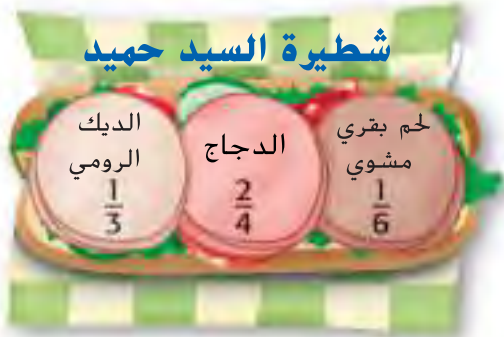 شطيرة السيد حميد
لحم بقري
مشوي
1/6
الدجاج
2/4
الديك
الرومي
1/3